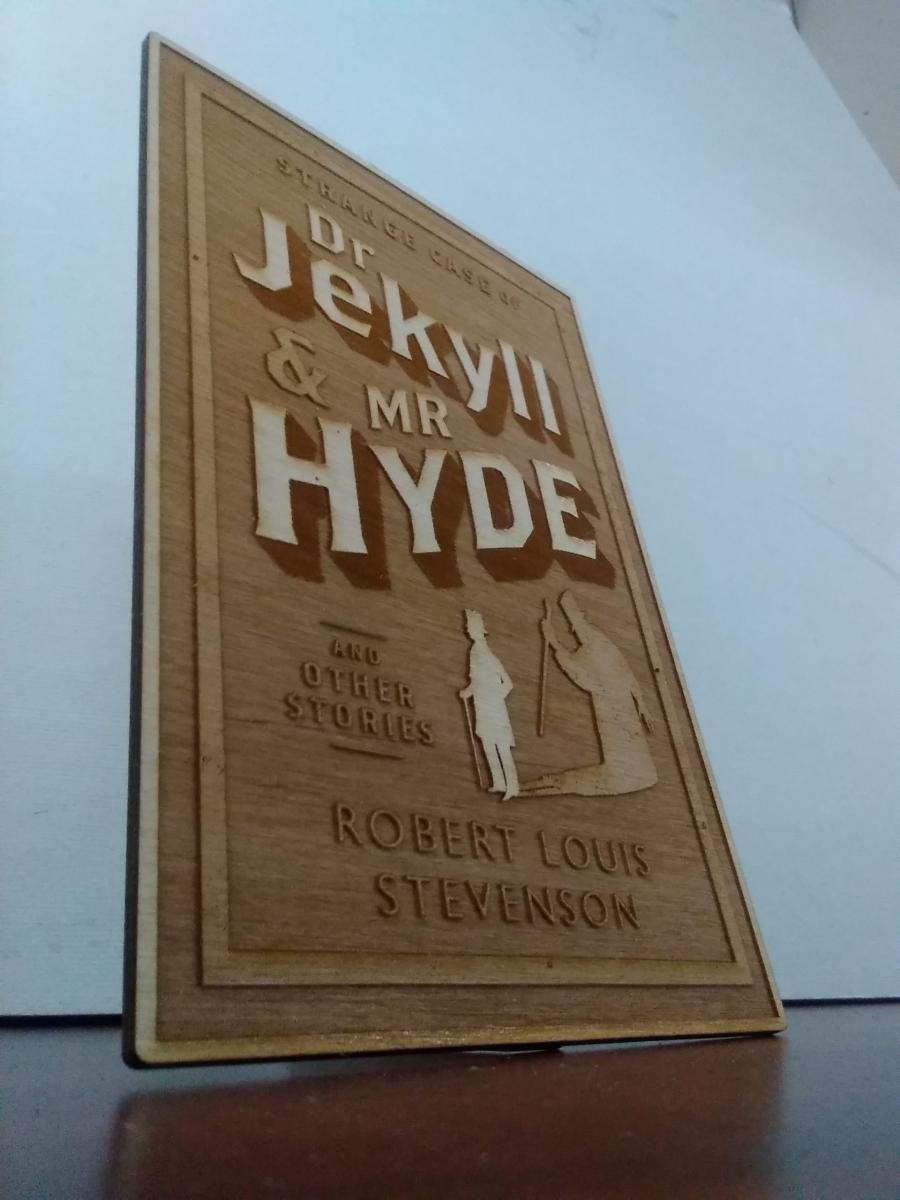 STRANGE CASE OF
Dr
Jekyll
& MR
HYDE
AND
OTHER
STORIES
ROBERT LOUIS
STEVENSON